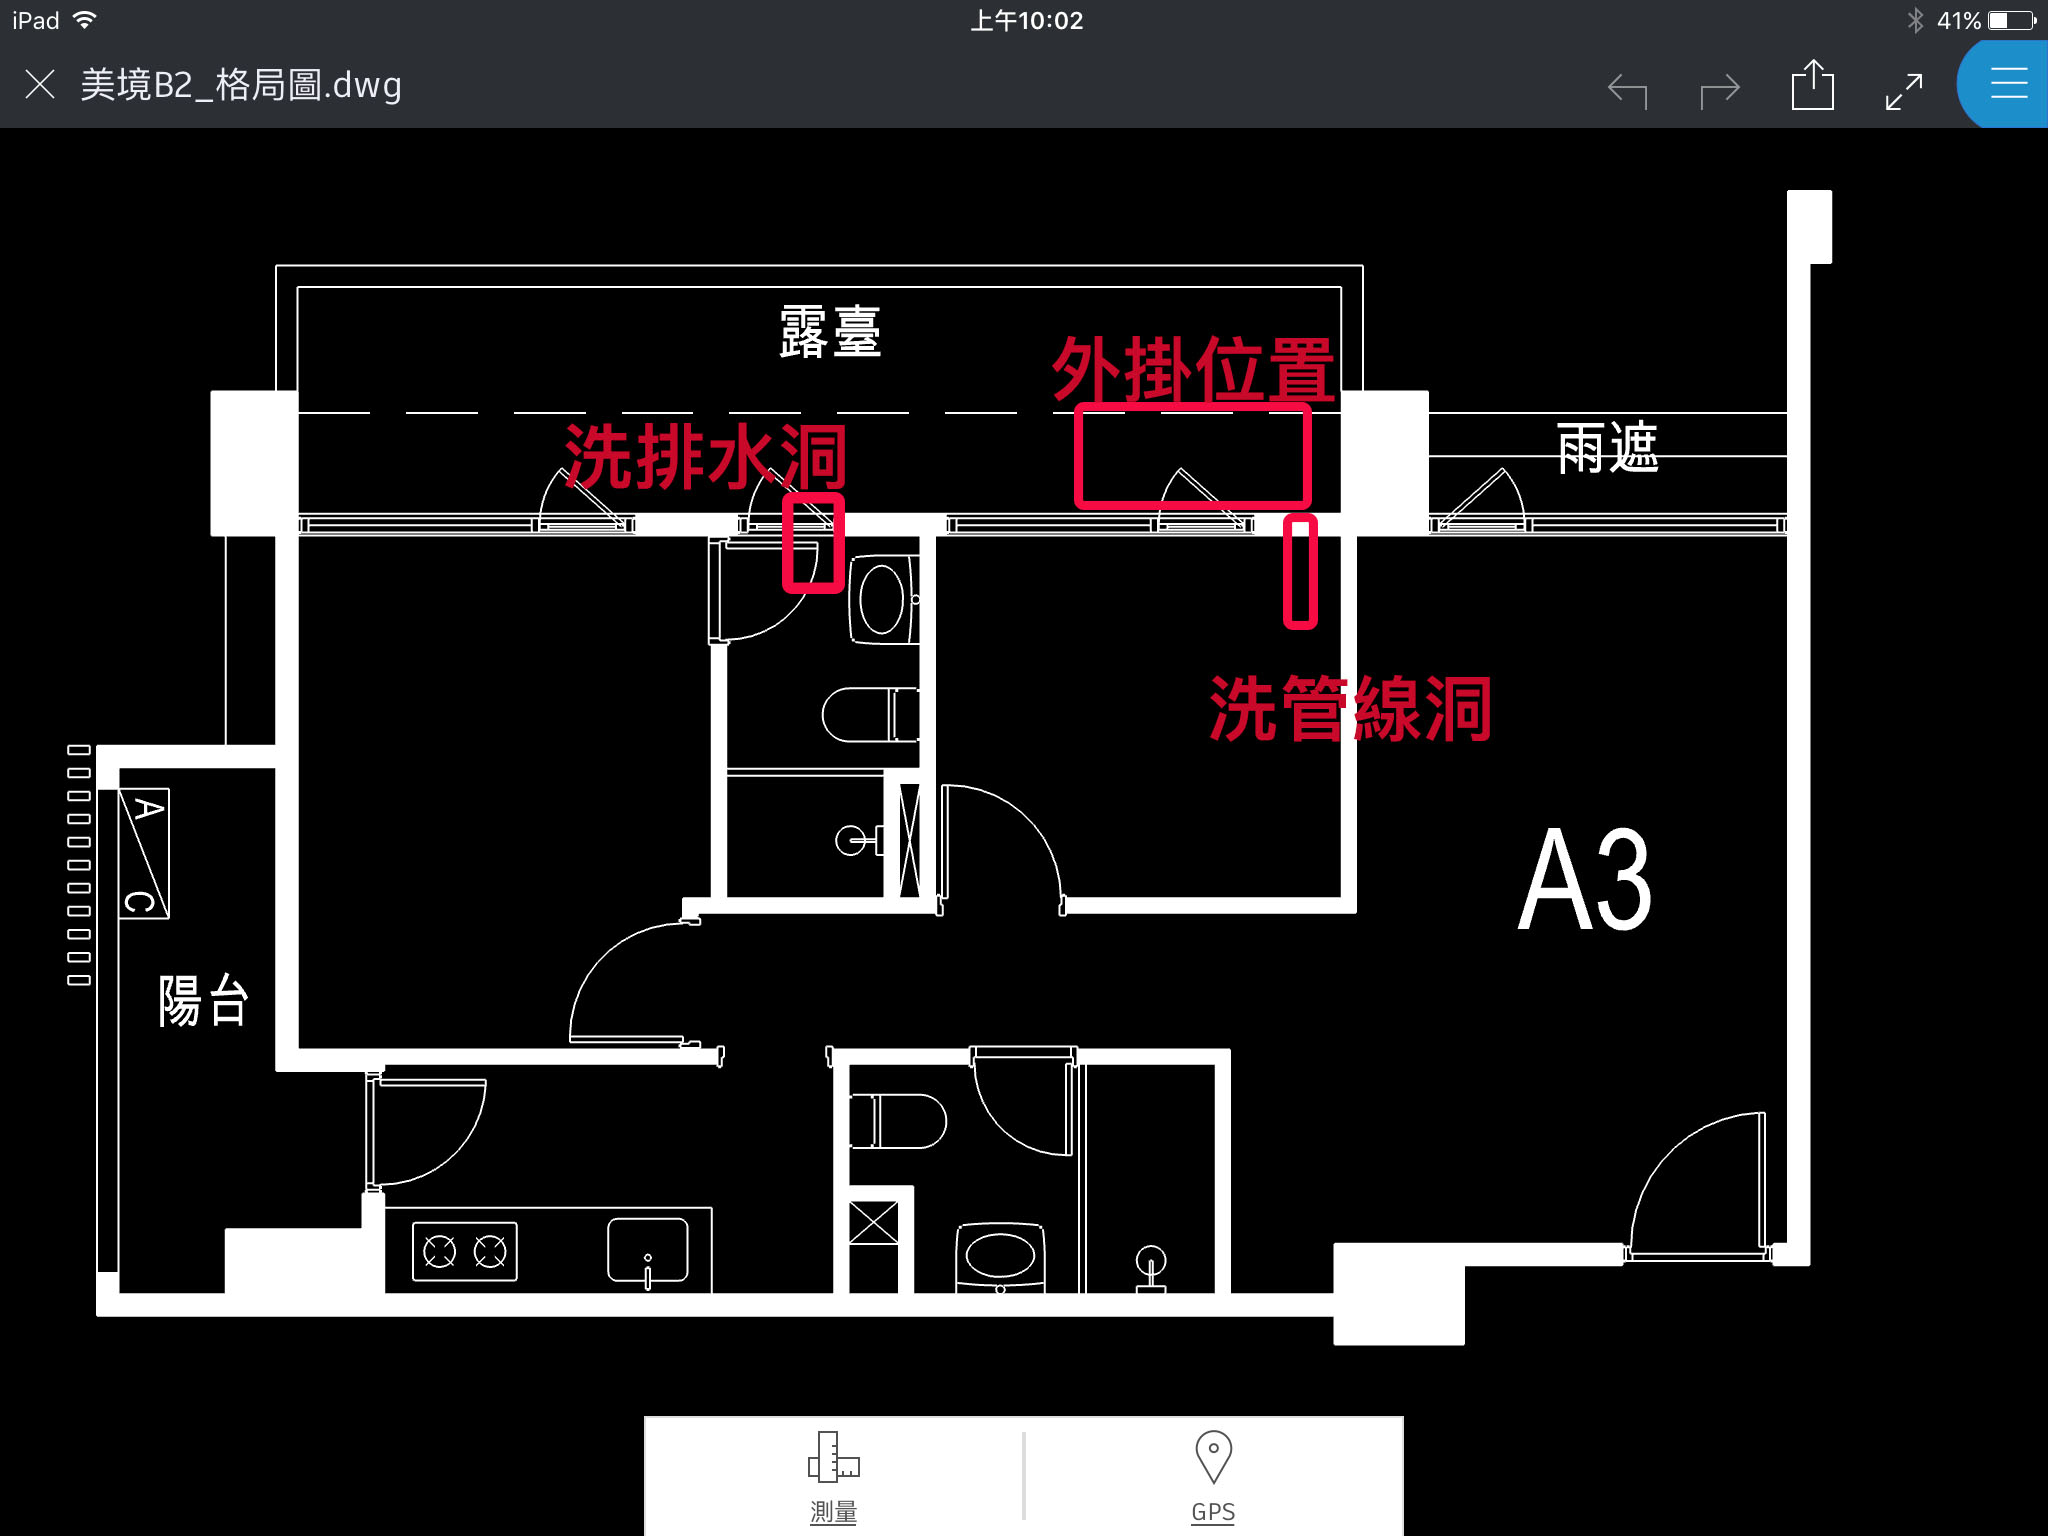 iPad
上午10:02
41%
美境B2_格局圖.dwg
露臺
外掛位置
洗排水洞
雨遮
洗管線洞
A
C
A3
陽台
測量
GPS